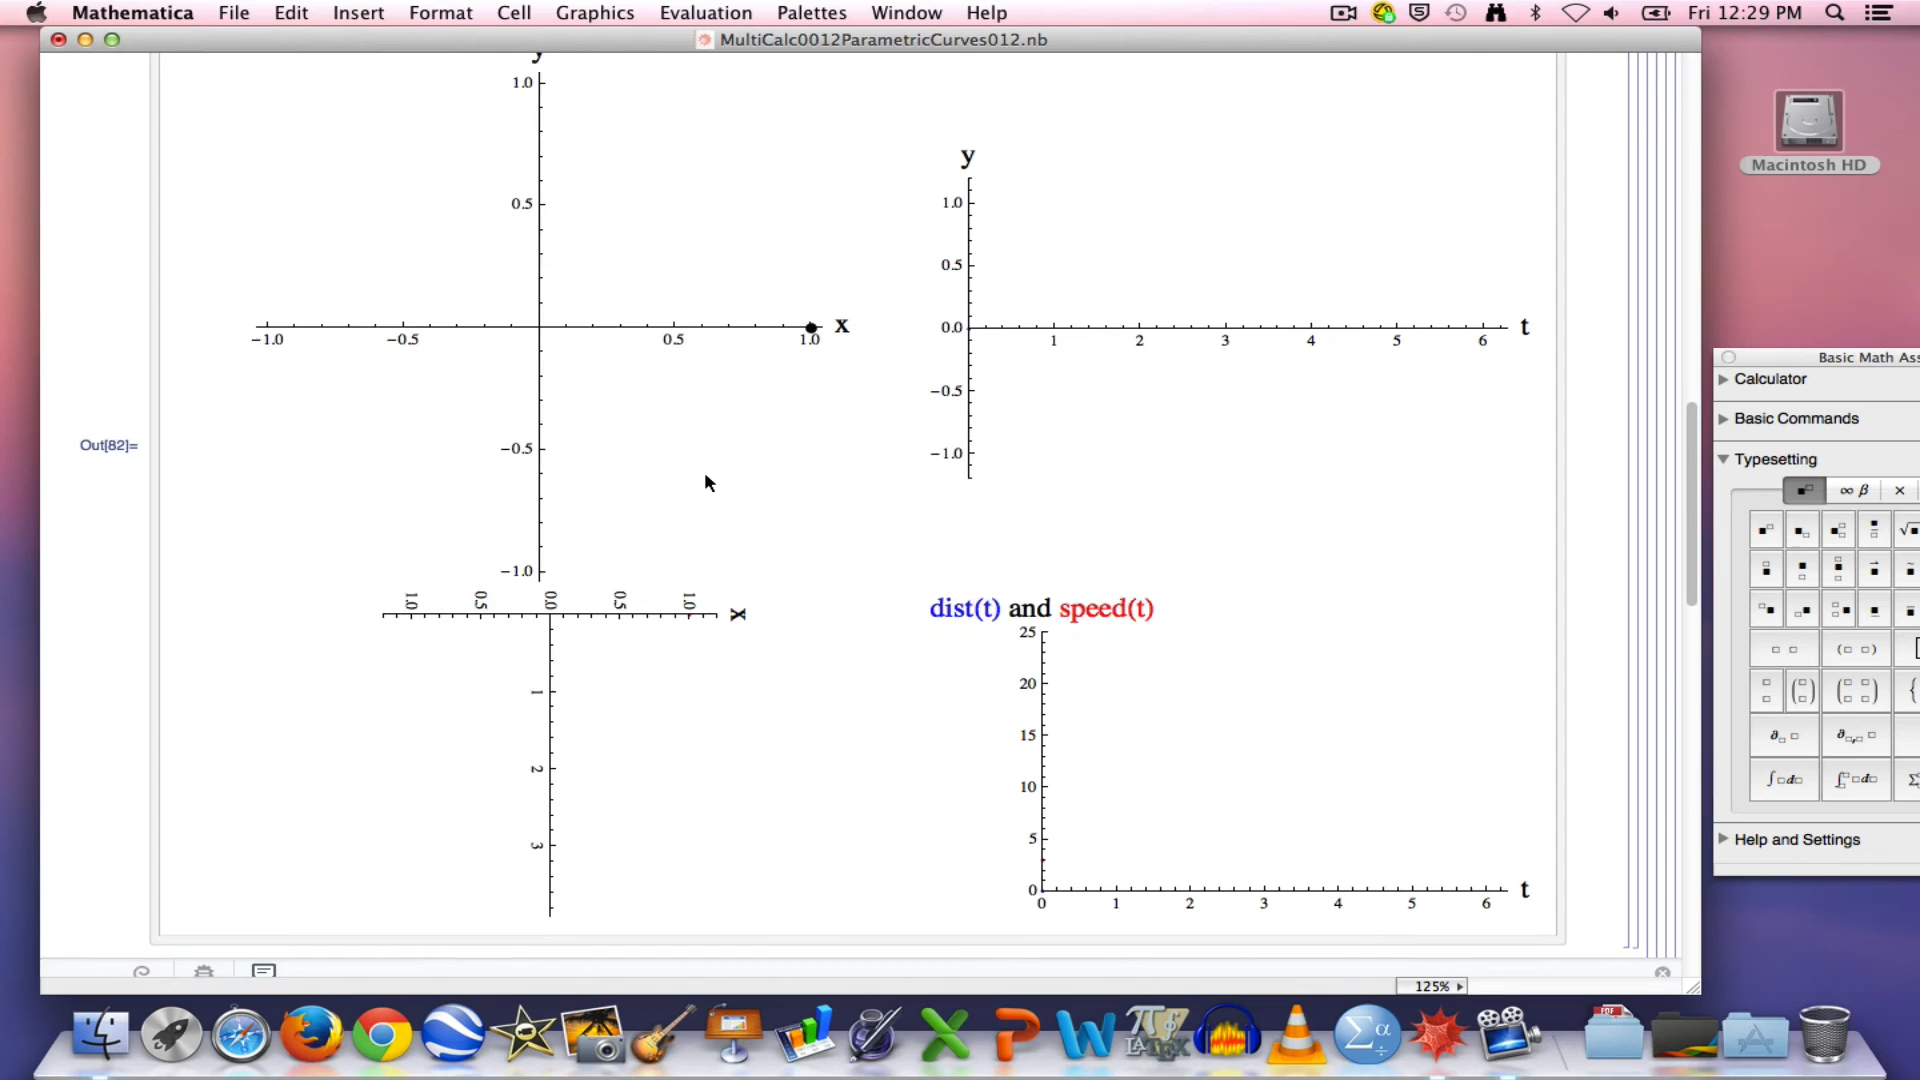 Mathematica File Edit Insert Format Cell Graphics Evaluation Palettes Window Help Fri 12:29 PM
MultiCalc0012ParametricCurves012.nb
y
1.0
0.5
-1.0 -0.5 0.5 1.0 x
-0.5
-1.0
y
1.0
0.5
0.0
1 2 3 4 5 6 t
-0.5
-1.0
Out[82]=
1.0 0.5 0.0 0.5 1.0 x
1
2
3
dist(t) and speed(t)
25
20
15
10
5
0
0 1 2 3 4 5 6 t
Macintosh HD
Basic Math Ass
Calculator
Basic Commands
Typesetting
∞ β ×
Help and Settings
125%